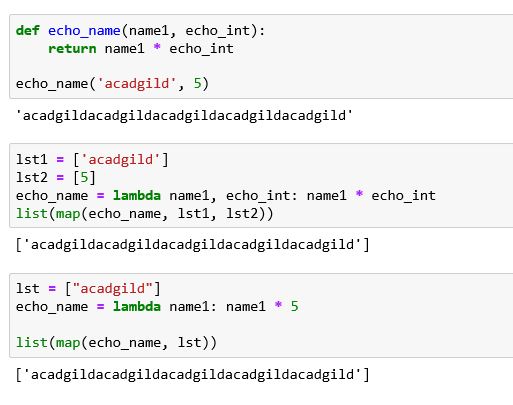 def echo_name(name1, echo_int):
    return name1 * echo_int
echo_name('acadgild', 5)
'acadgildacadgildacadgildacadgildacadgild'
lst1 = ['acadgild']
lst2 = [5]
echo_name = lambda name1, echo_int: name1 * echo_int
list(map(echo_name, lst1, lst2))
['acadgildacadgildacadgildacadgildacadgild']
lst = ["acadgild"]
echo_name = lambda name1: name1 * 5
list(map(echo_name, lst))
['acadgildacadgildacadgildacadgildacadgild']